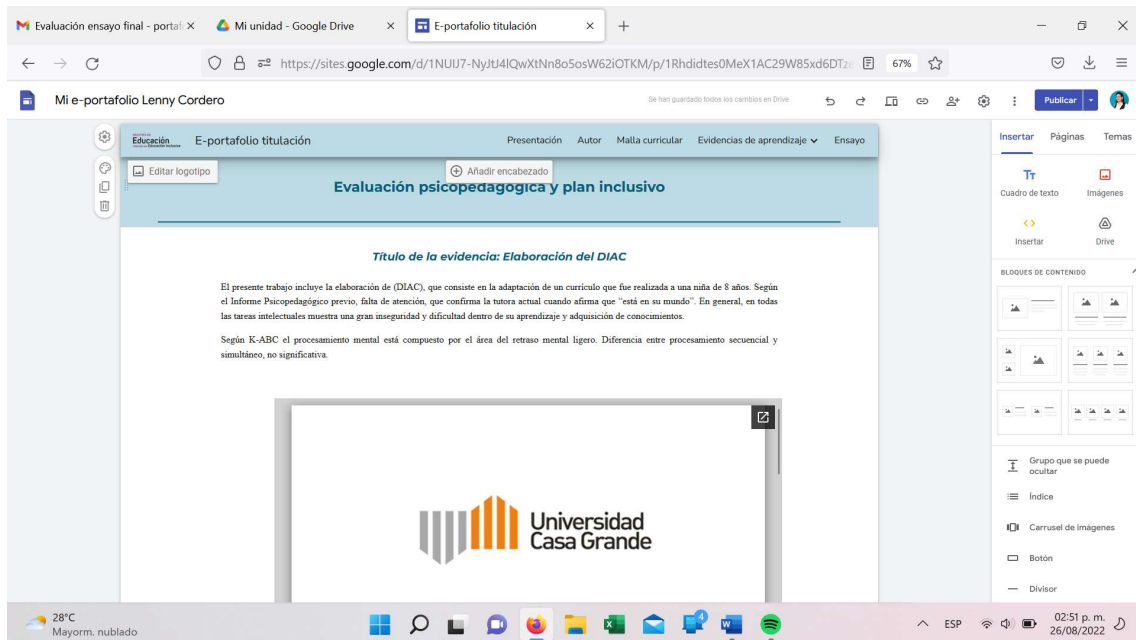 Evaluación ensayo final - portaf
Mi unidad - Google Drive
E-portafolio titulación
https://sites.google.com/d/1NUIJ7-NyJtJ4lQwXtNn8o5osW62iOTKM/p/1Rhdidtes0MeX1AC29W85xd6DTze
67%
Mi e-portafolio Lenny Cordero
Se han guardado todos los cambios en Drive
Publicar
Educación
E-portafolio titulación
Presentación Autor Malla curricular Evidencias de aprendizaje Ensayo
Insertar Páginas Temas
Editar logotipo
Añadir encabezado
Evaluación psicopedagógica y plan inclusivo
Cuadro de texto Imágenes
Insertar Drive
BLOQUES DE CONTENIDO
Título de la evidencia: Elaboración del DIAC
El presente trabajo incluye la elaboración de (DIAC), que consiste en la adaptación de un currículo que fue realizada a una niña de 8 años. Según
el Informe Psicopedagógico previo, falta de atención, que confirma la tutora actual cuando afirma que “está en su mundo”. En general, en todas
las tareas intelectuales muestra una gran inseguridad y dificultad dentro de su aprendizaje y adquisición de conocimientos.
Según K-ABC el procesamiento mental está compuesto por el área del retraso mental ligero. Diferencia entre procesamiento secuencial y
simultáneo, no significativa.
Universidad
Casa Grande
Grupo que se puede
ocultar
Índice
Carrusel de imágenes
Botón
Divisor
28°C
Mayorm. nublado
4
ESP
02:51 p. m.
26/08/2022